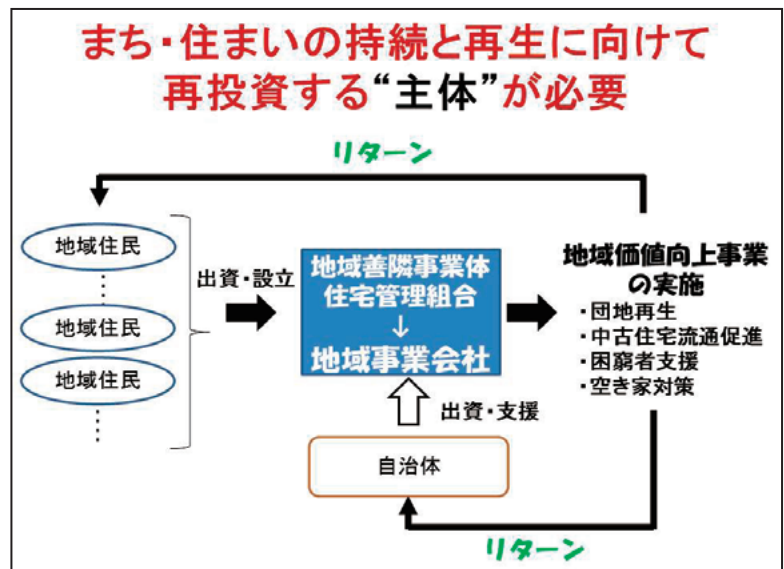 まち・住まいの持続と再生に向けて
再投資する“主体”が必要
リターン
地域住民
地域住民
地域住民
出資・設立
地域善隣事業体
住宅管理組合
↓
地域事業会社
地域価値向上事業
の実施
・団地再生
・中古住宅流通促進
・困窮者支援
・空き家対策
出資・支援
自治体
リターン